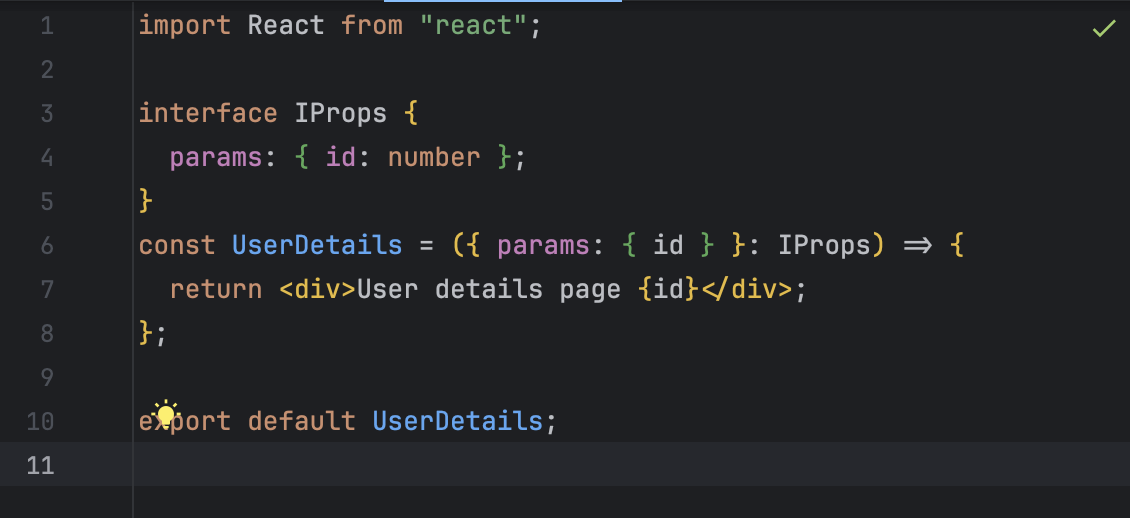 1 import React from "react";
2
3 interface IProps {
4   params: { id: number };
5 }
6 const UserDetails = ({ params: { id } }: IProps) => {
7   return <div>User details page {id}</div>;
8 };
9
10 export default UserDetails;
11